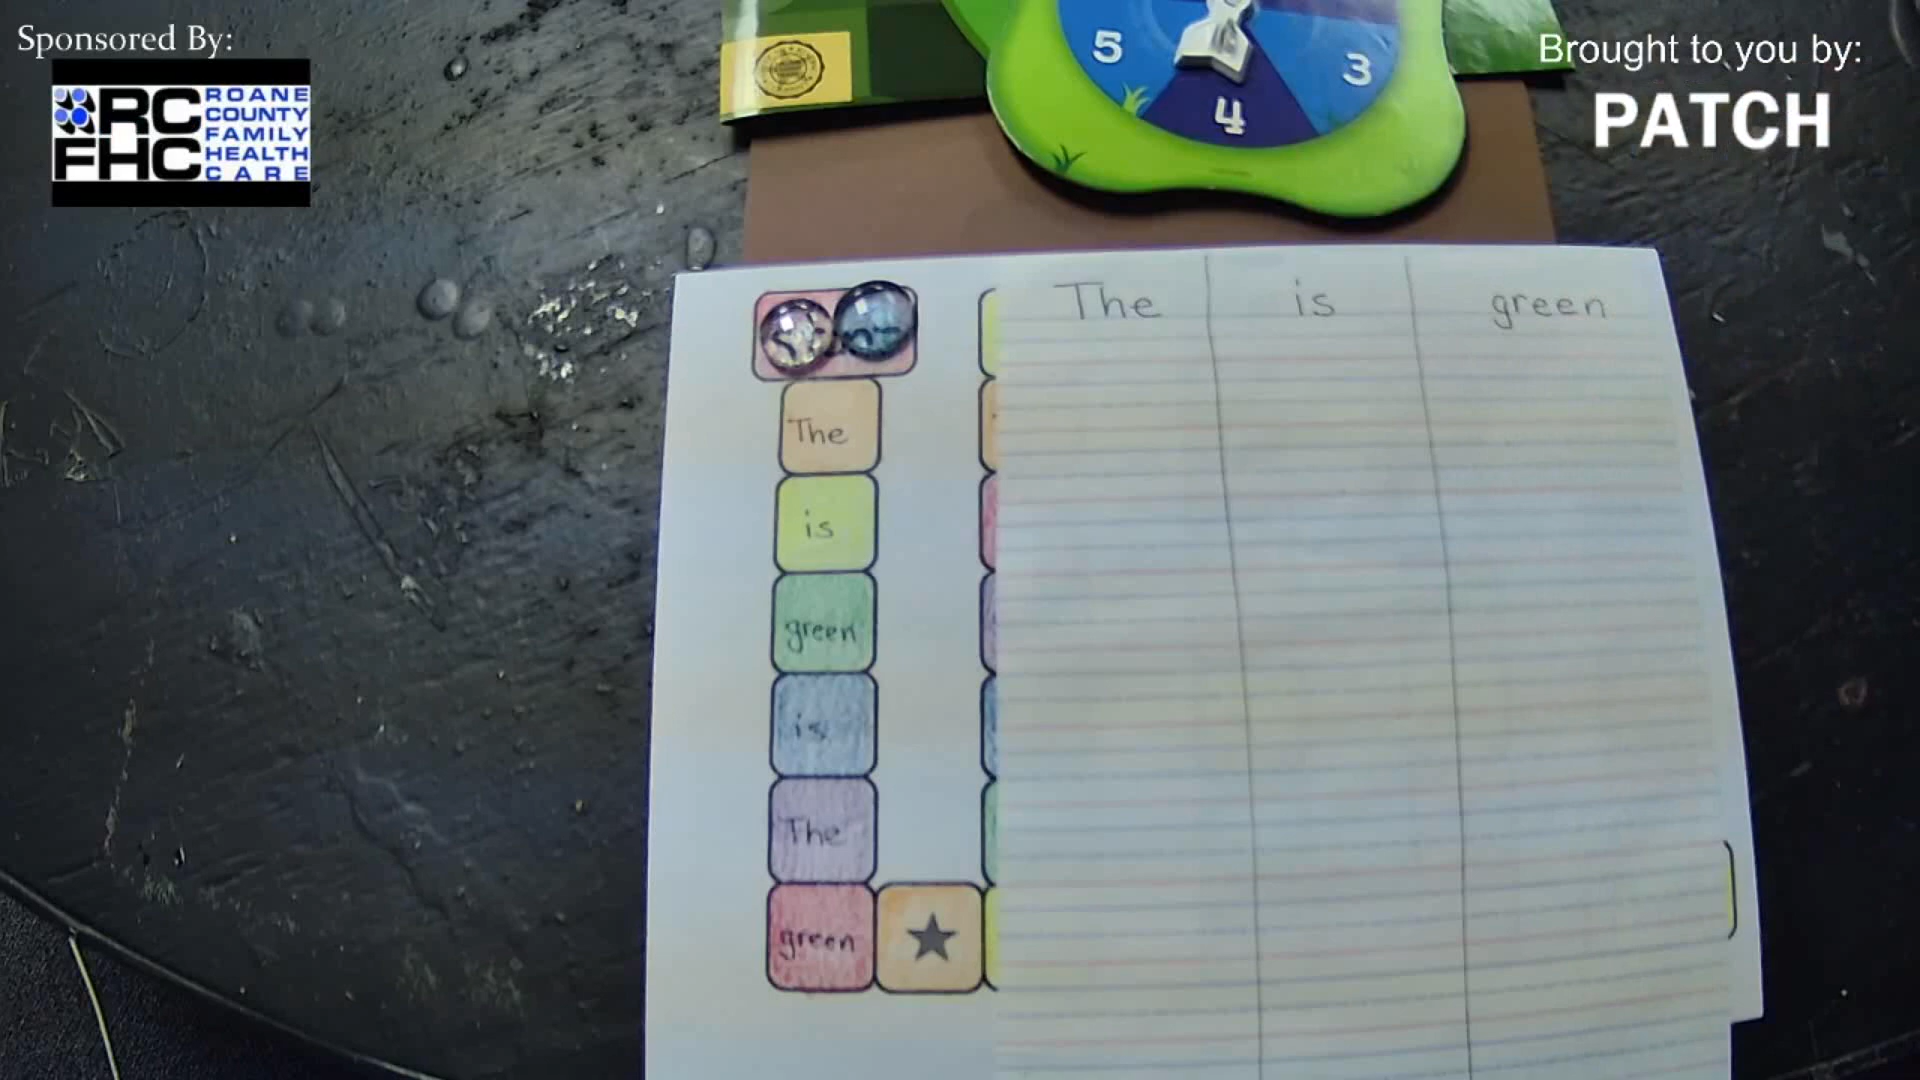 Sponsored By:
RC ROANE
COUNTY
FAMILY
FHC HEALTH
CARE
Brought to you by:
PATCH
5
4
3
The is green
The
is
green
is
The
green